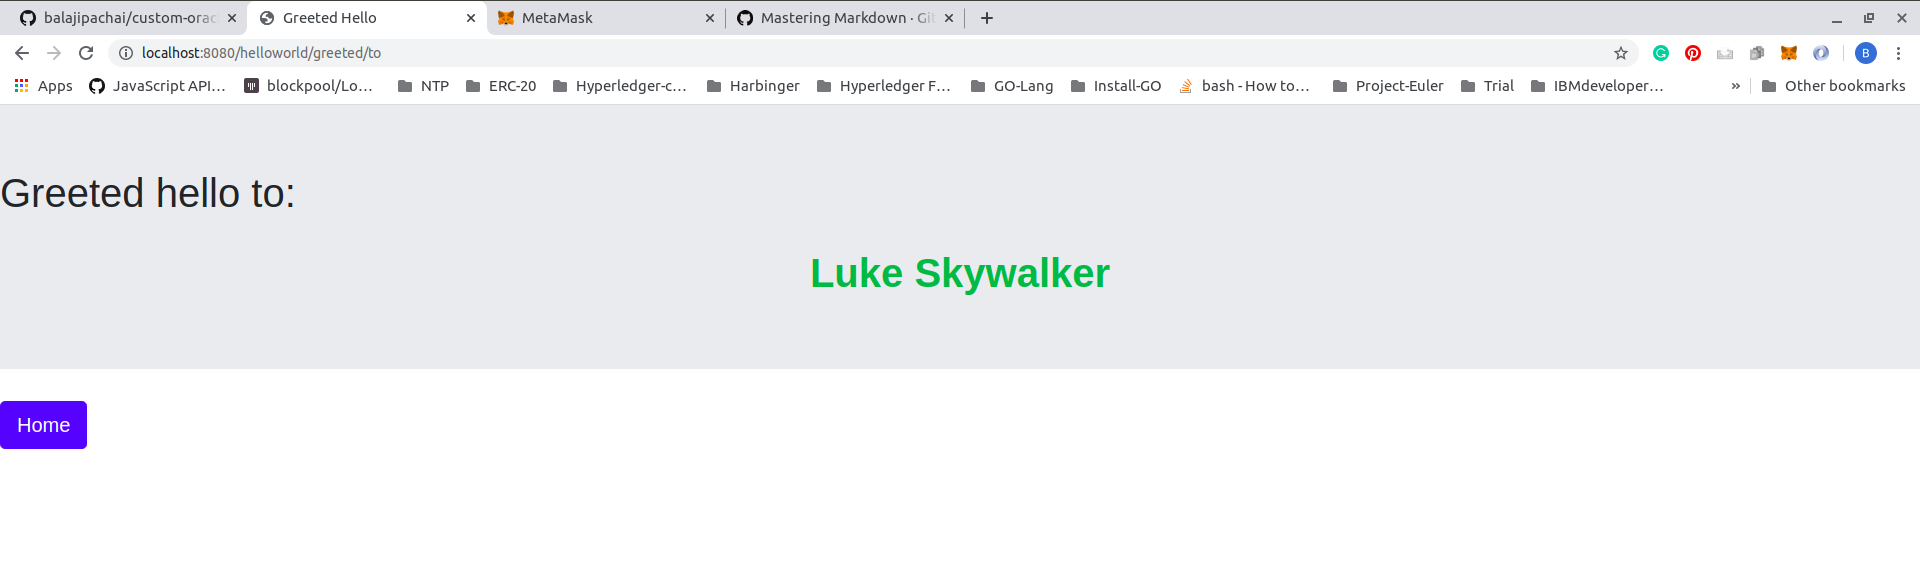 balajipachai/custom-orac
Greeted Hello
MetaMask
Mastering Markdown · Git
localhost:8080/helloworld/greeted/to
B
Apps
JavaScript API…
blockpool/Lo…
NTP
ERC-20
Hyperledger-c…
Harbinger
Hyperledger F…
GO-Lang
Install-GO
bash - How to…
Project-Euler
Trial
IBMdeveloper…
»
Other bookmarks
Greeted hello to:
Luke Skywalker
Home